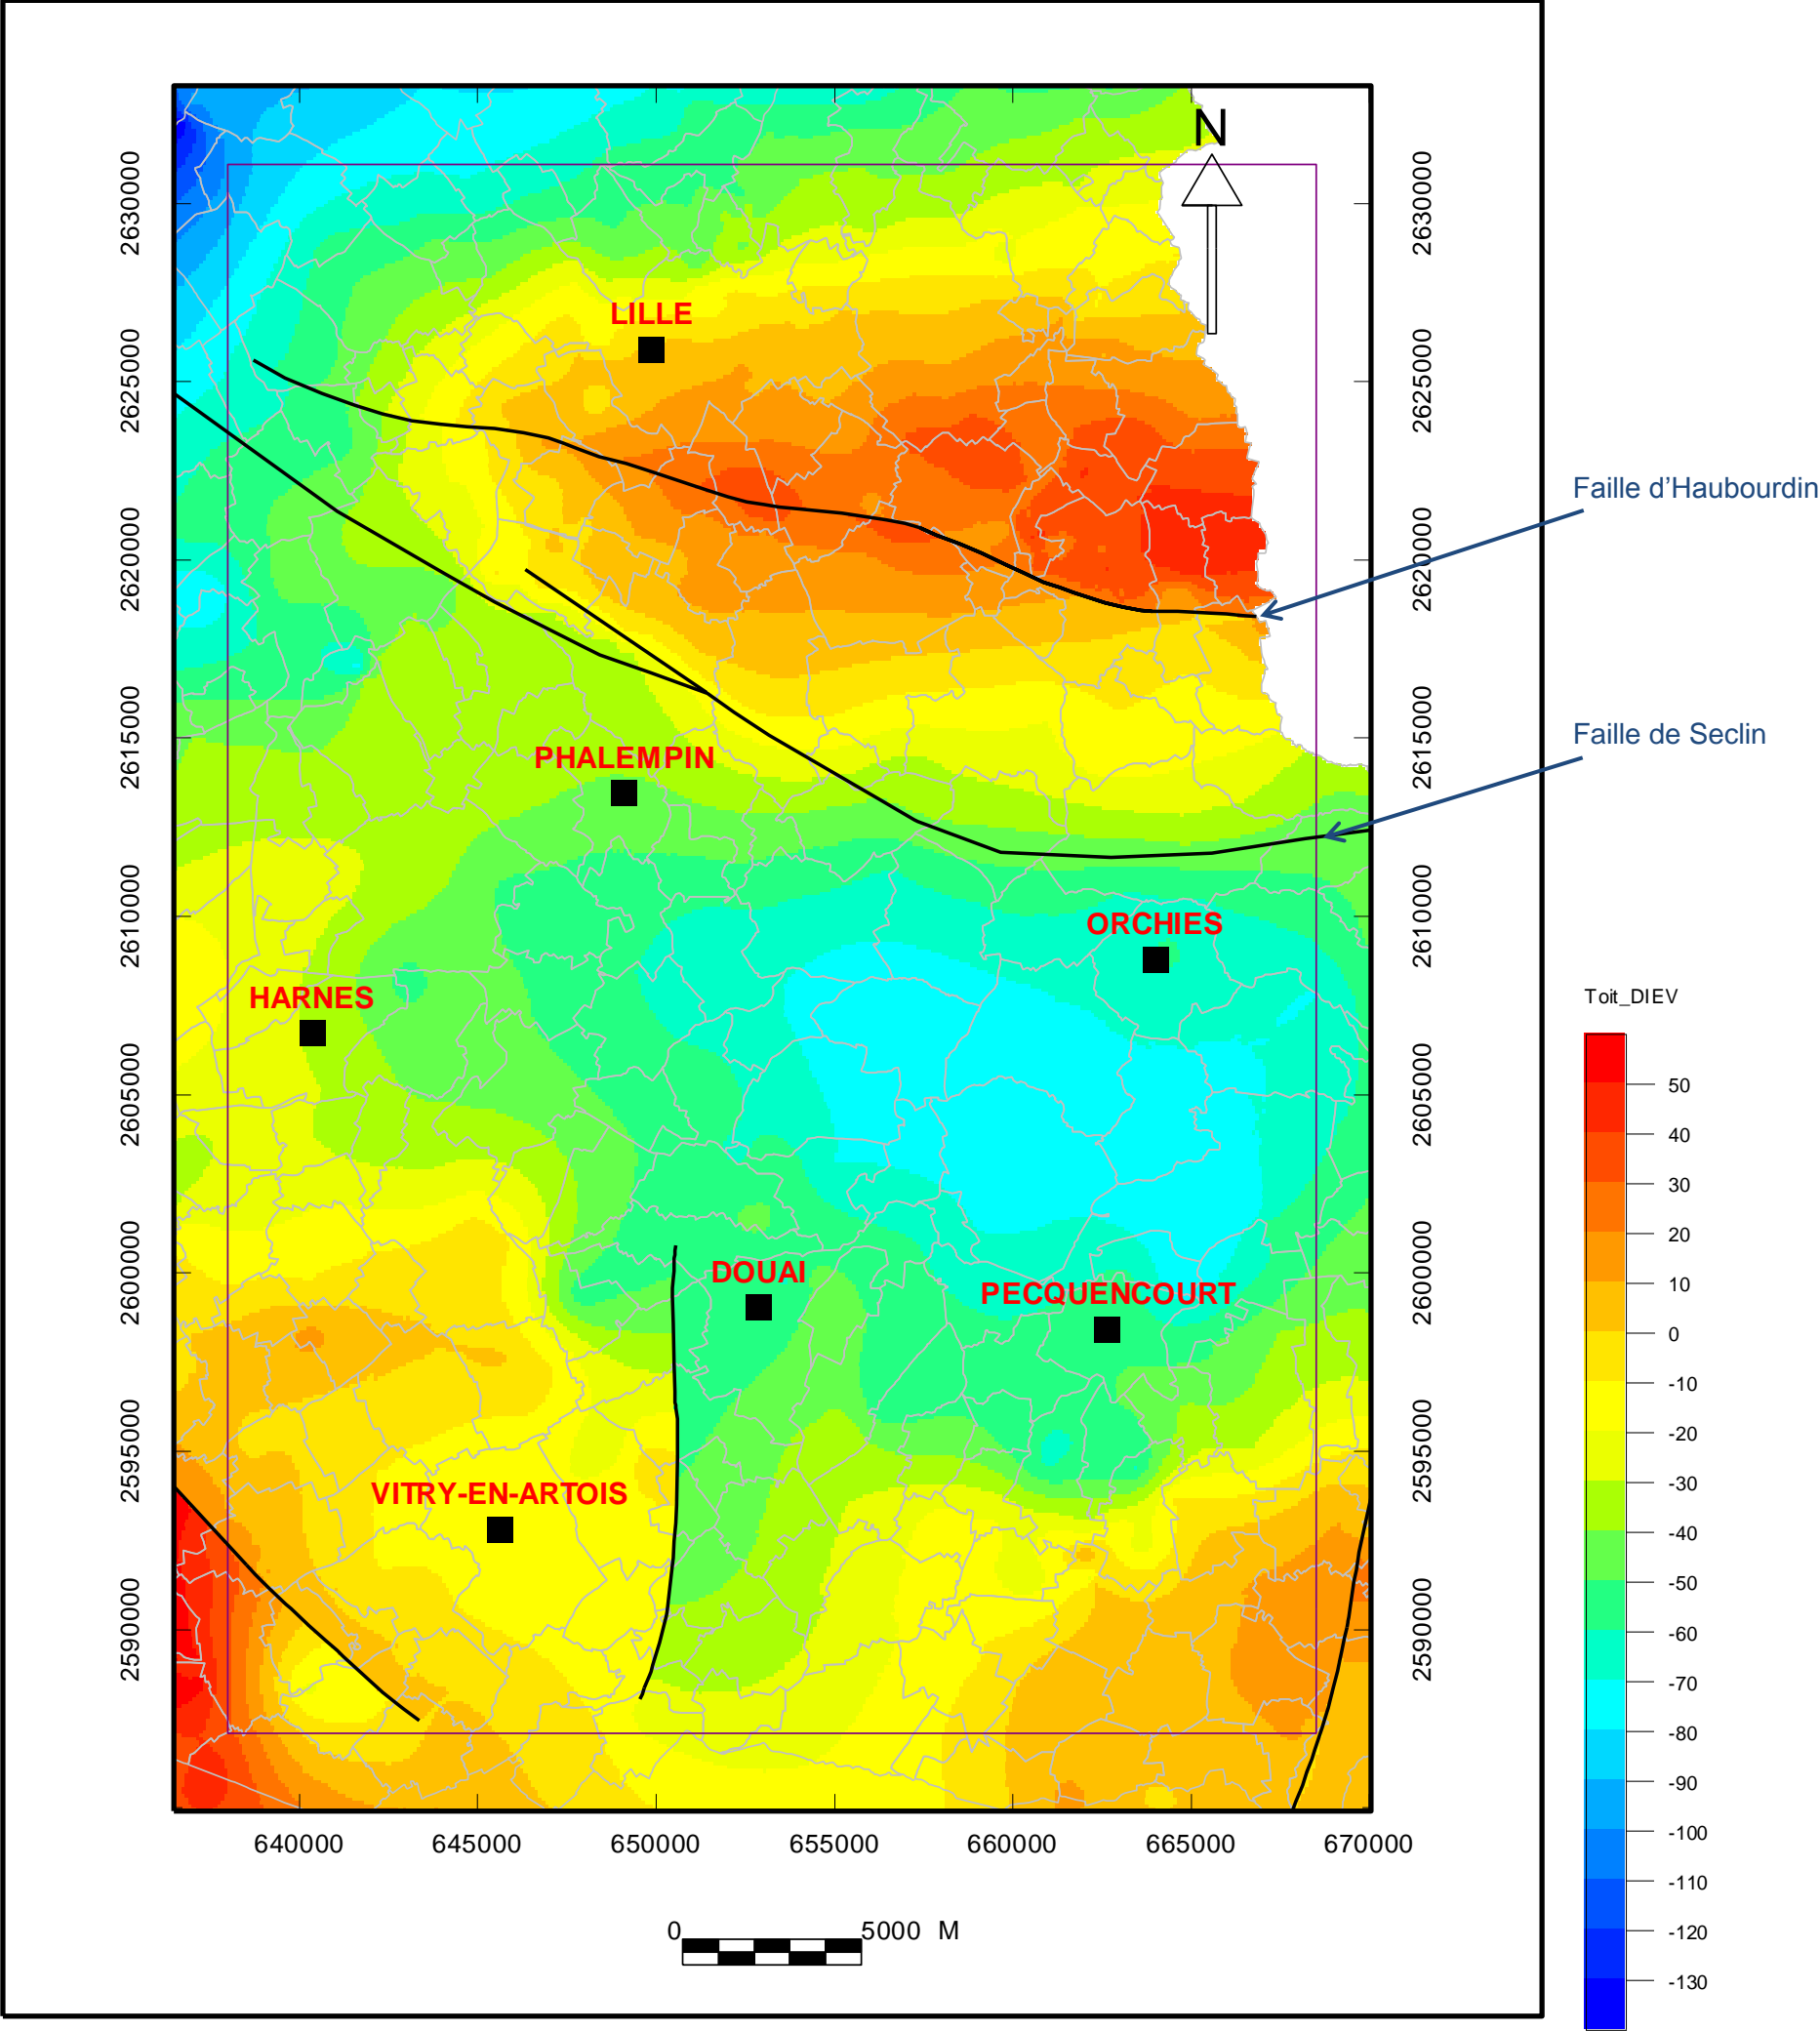 N
2630000
2630000
LILLE
2625000
2625000
Faille d'Haubourdin
2620000
2620000
Faille de Seclin
2615000
2615000
PHALEMPIN
2610000
2610000
ORCHIES
HARNES
Toit_DIEV
2605000
2605000
50
40
30
20
10
0
-10
-20
-30
-40
-50
-60
-70
-80
-90
-100
-110
-120
-130
2600000
2600000
DOUAI
PECQUENCOURT
2595000
2595000
VITRY-EN-ARTOIS
2590000
2590000
640000 645000 650000 655000 660000 665000 670000
0 5000 M